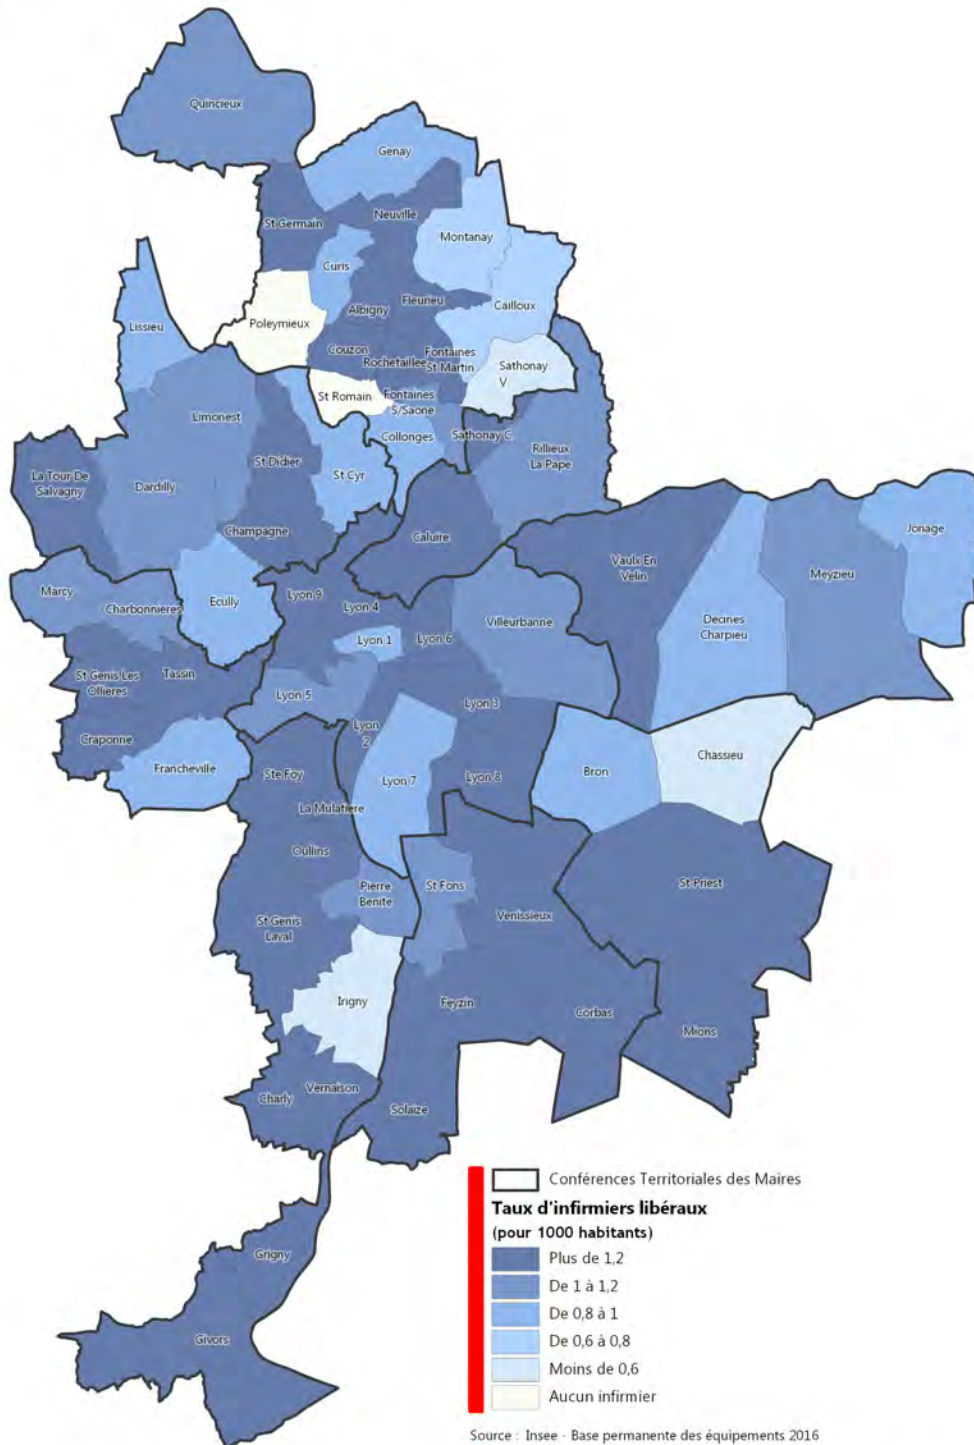 Quincieux
Genay
Neuville
St Germain
Montanay
Curis
Fleurieu
Cailloux
Albigny
Lissieu
Poleymieux
Couzon
Rochetaillee
Fontaines
St Martin
Sathonay
V
St Romain
Fontaines
S/Saone
Limonest
Collonges
Sathonay C
Rillieux
La Pape
St Didier
La Tour De
Salvagny
St Cyr
Dardilly
Champagne
Caluire
Vaulx En
Velin
Jonage
Meyzieu
Marcy
Charbonnières
Ecully
Lyon 9
Lyon 4
Villeurbanne
Decines
Charpieu
Lyon 1
Lyon 6
St Genis Les
Ollieres
Tassin
Lyon 5
Lyon 3
Lyon
2
Craponne
Francheville
Ste Foy
Lyon 7
Lyon 8
Bron
Chassieu
La Mulatiere
Oullins
Pierre
Benite
St Fons
St Priest
St Genis
Laval
Venissieux
Irigny
Feyzin
Corbas
Mions
Vernaison
Charly
Solaize
Grigny
Givors
Conférences Territoriales des Maires
Taux d'infirmiers libéraux
(pour 1000 habitants)
Plus de 1,2
De 1 à 1,2
De 0,8 à 1
De 0,6 à 0,8
Moins de 0,6
Aucun infirmier
Source : Insee - Base permanente des équipements 2016